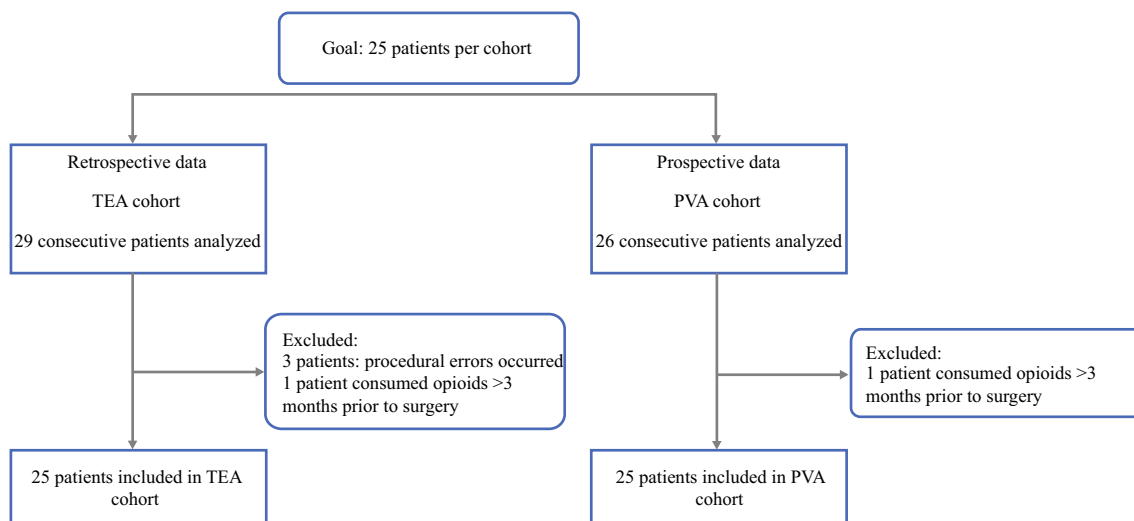 Goal: 25 patients per cohort
Retrospective data
TEA cohort
29 consecutive patients analyzed
Prospective data
PVA cohort
26 consecutive patients analyzed
Excluded:
3 patients: procedural errors occurred
1 patient consumed opioids >3
months prior to surgery
Excluded:
1 patient consumed opioids >3
months prior to surgery
25 patients included in TEA
cohort
25 patients included in PVA
cohort